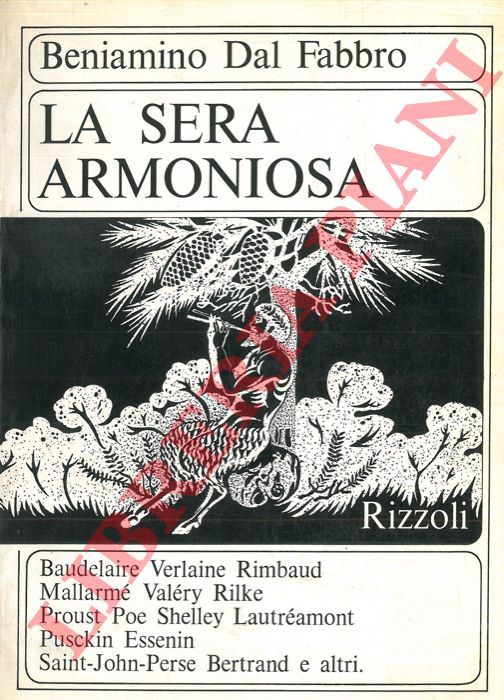 Beniamino Dal Fabbro
LA SERA
ARMONIOSA
Rizzoli
Baudelaire Verlaine Rimbaud
Mallarmé Valéry Rilke
Proust Poe Shelley Lautréamont
Pusckin Essenin
Saint-John-Perse Bertrand e altri.
LIBRERIA PIANI